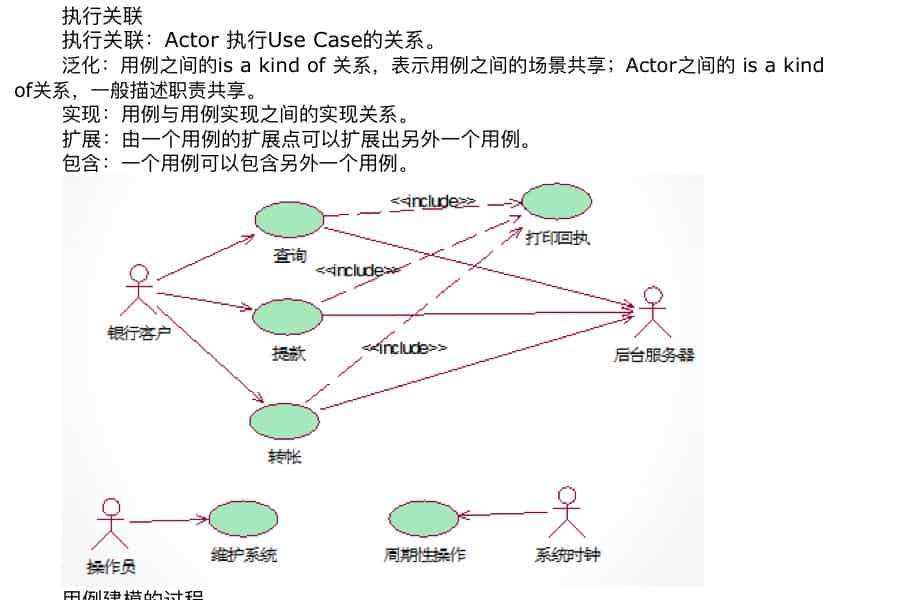 执行关联
执行关联：Actor 执行Use Case的关系。
泛化：用例之间的is a kind of 关系，表示用例之间的场景共享；Actor之间的 is a kind
of关系，一般描述职责共享。
实现：用例与用例实现之间的实现关系。
扩展：由一个用例的扩展点可以扩展出另外一个用例。
包含：一个用例可以包含另外一个用例。
<<include>>
打印回执
查询
<<include>>
银行客户
提款
<<include>>
后台服务器
转帐
操作员
维护系统
周期性操作
系统时钟
用例建模的过程